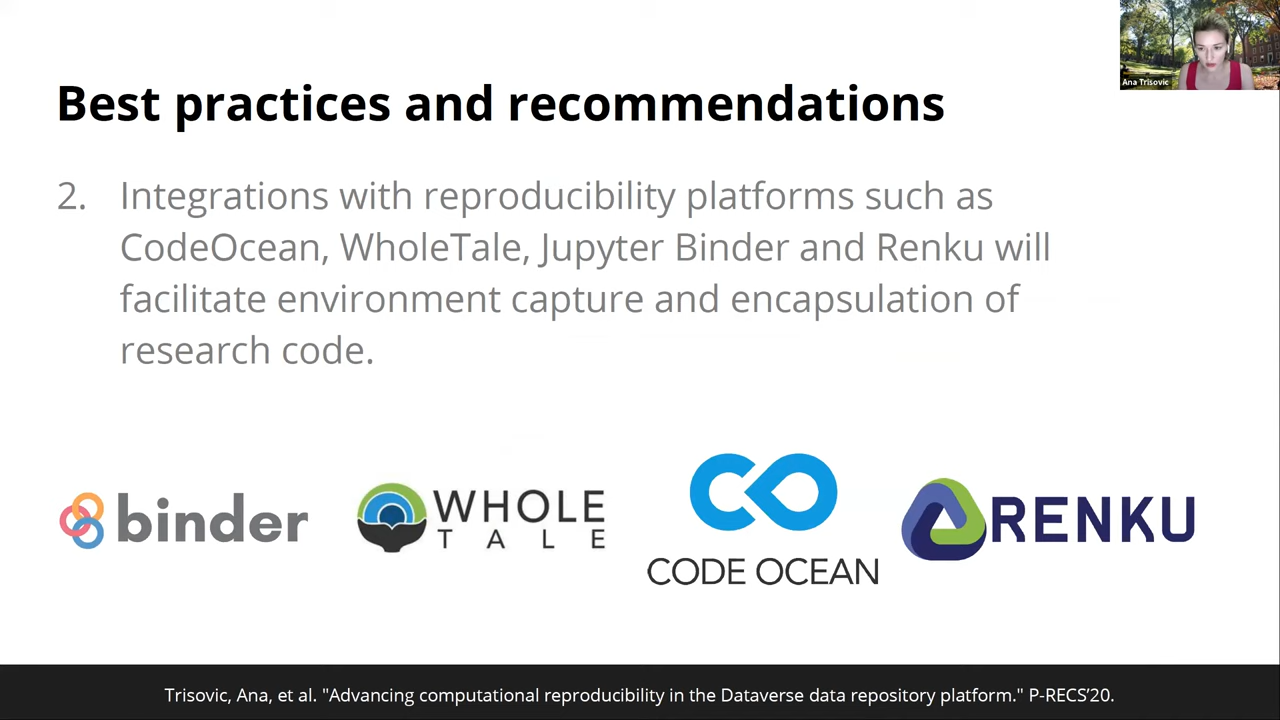 Ana Trisovic
Best practices and recommendations
2. Integrations with reproducibility platforms such as
CodeOcean, WholeTale, Jupyter Binder and Renku will
facilitate environment capture and encapsulation of
research code.
binder
WHOLE
TALE
CO
CODE OCEAN
RENKU
Trisovic, Ana, et al. "Advancing computational reproducibility in the Dataverse data repository platform." P-RECS’20.